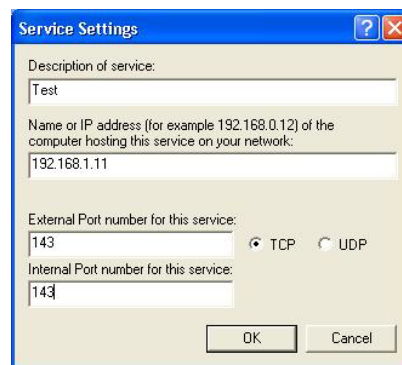 Service Settings
Description of service:
Test
Name or IP address (for example 192.168.0.12) of the
computer hosting this service on your network:
192.168.1.11
External Port number for this service:
143
TCP
UDP
Internal Port number for this service:
143
OK
Cancel